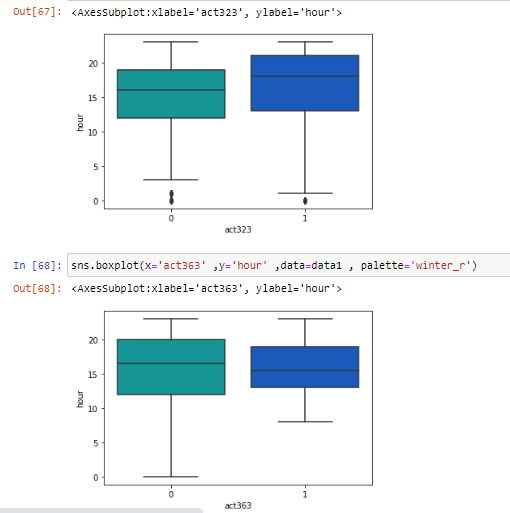 Out[67]: <AxesSubplot:xlabel='act323', ylabel='hour'>
20
15
10
5
0
hour
0 1
act323
In [68]: sns.boxplot(x='act363' ,y='hour' ,data=data1 , palette='winter_r')
Out[68]: <AxesSubplot:xlabel='act363', ylabel='hour'>
20
15
10
5
0
hour
0 1
act363